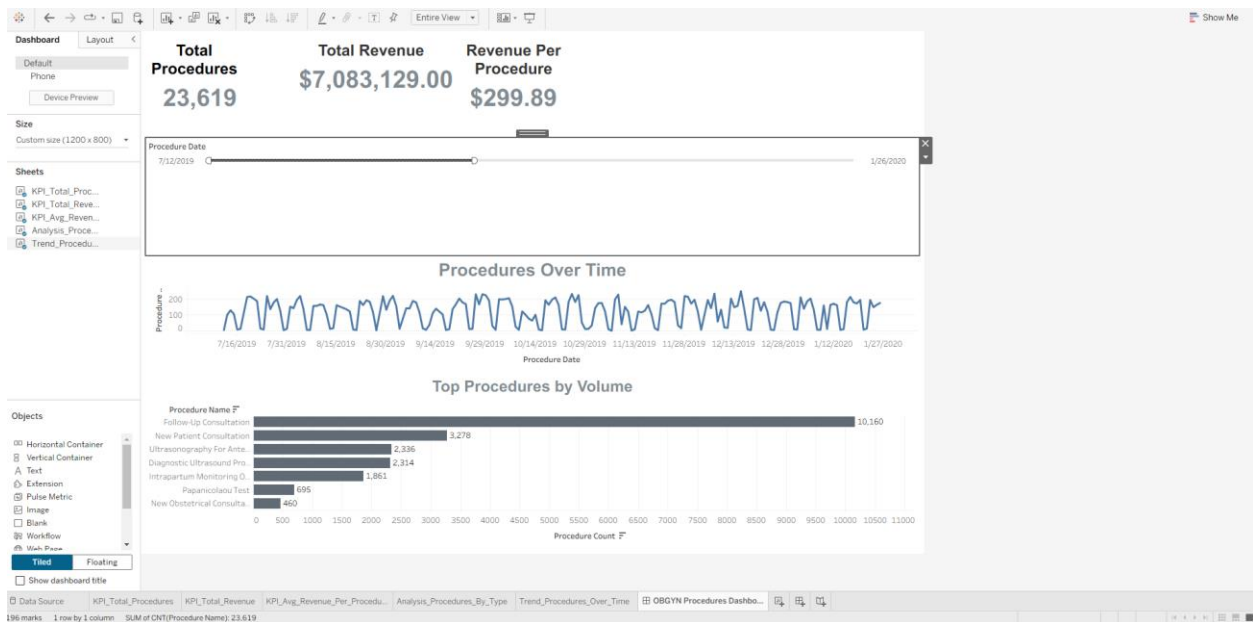 Entire View
Show Me
Dashboard Layout
Default
Phone
Device Preview
Size
Custom size (1200 x 800)
Sheets
KPI_Total_Proc...
KPI_Total_Reve...
KPI_Avg_Reven...
Analysis_Proce...
Trend_Procedu...
Objects
Horizontal Container
Vertical Container
A Text
Extension
Pulse Metric
Image
Blank
Workflow
Web Page
Tiled Floating
Show dashboard title
Total
Procedures
23,619
Total Revenue
$7,083,129.00
Revenue Per
Procedure
$299.89
Procedure Date
7/12/2019 1/26/2020
Procedures Over Time
Procedure ..
200
100
0
7/16/2019 7/31/2019 8/15/2019 8/30/2019 9/14/2019 9/29/2019 10/14/2019 10/29/2019 11/13/2019 11/28/2019 12/13/2019 12/28/2019 1/12/2020 1/27/2020
Procedure Date
Top Procedures by Volume
Procedure Name
Follow-Up Consultation 10,160
New Patient Consultation 3,278
Ultrasonography For Ante.. 2,336
Diagnostic Ultrasound Pro.. 2,314
Intrapartum Monitoring O.. 1,861
Papanicolaou Test 695
New Obstetrical Consulta.. 460
0 500 1000 1500 2000 2500 3000 3500 4000 4500 5000 5500 6000 6500 7000 7500 8000 8500 9000 9500 10000 10500 11000
Procedure Count
Data Source KPI_Total_Procedures KPI_Total_Revenue KPI_Avg_Revenue_Per_Procedu... Analysis_Procedures_By_Type Trend_Procedures_Over_Time OBGYN Procedures Dashbo...
196 marks 1 row by 1 column SUM of CNT(Procedure Name): 23,619